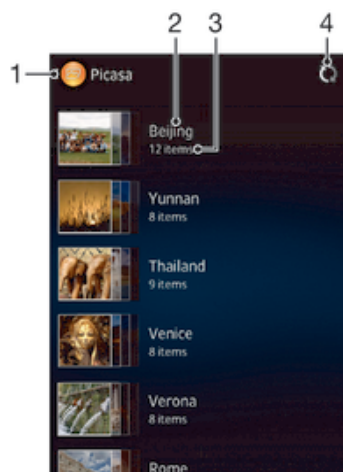 2 3 4
1 Picasa
Beijing
12 items
Yunnan
8 items
Thailand
9 items
Venice
8 items
Verona
8 items
Rome